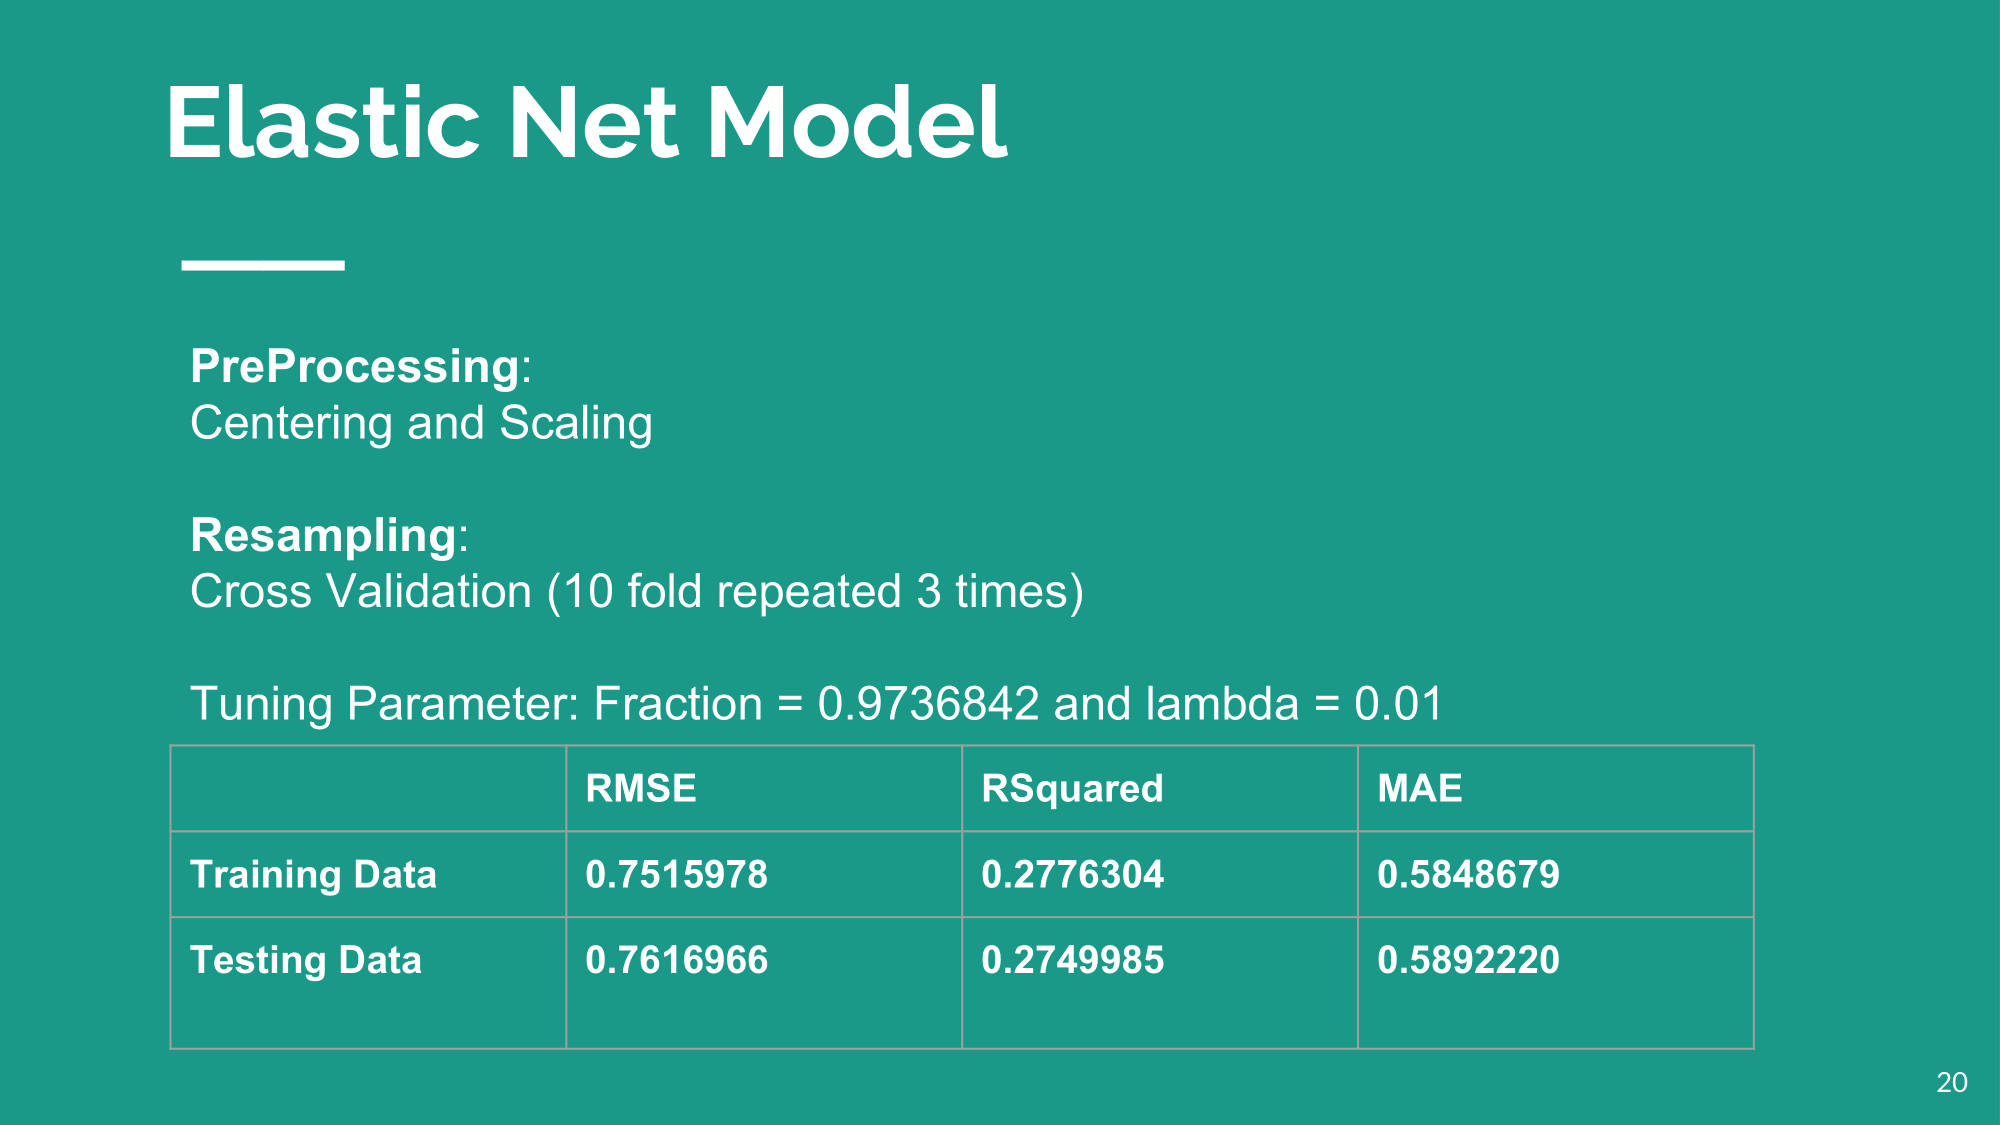 Elastic Net Model
PreProcessing:
Centering and Scaling
Resampling:
Cross Validation (10 fold repeated 3 times)
Tuning Parameter: Fraction = 0.9736842 and lambda = 0.01
RMSE RSquared MAE
Training Data 0.7515978 0.2776304 0.5848679
Testing Data 0.7616966 0.2749985 0.5892220
20